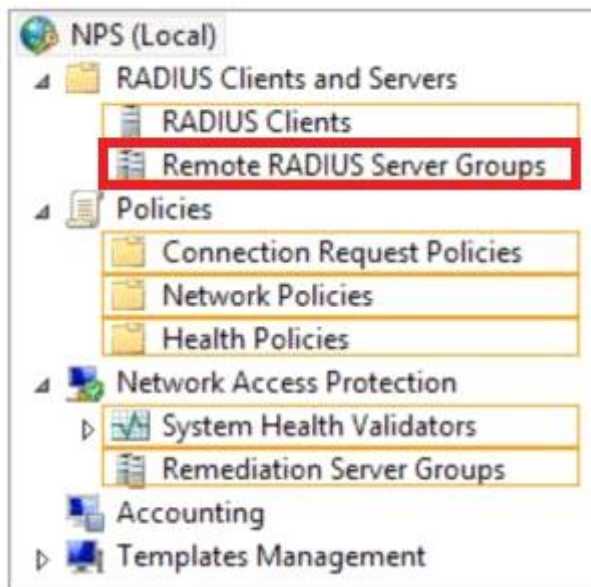 NPS (Local)
RADIUS Clients and Servers
RADIUS Clients
Remote RADIUS Server Groups
Policies
Connection Request Policies
Network Policies
Health Policies
Network Access Protection
System Health Validators
Remediation Server Groups
Accounting
Templates Management